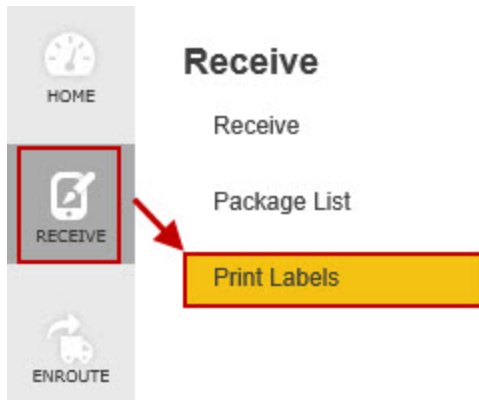 HOME
RECEIVE
ENROUTE
Receive
Receive
Package List
Print Labels